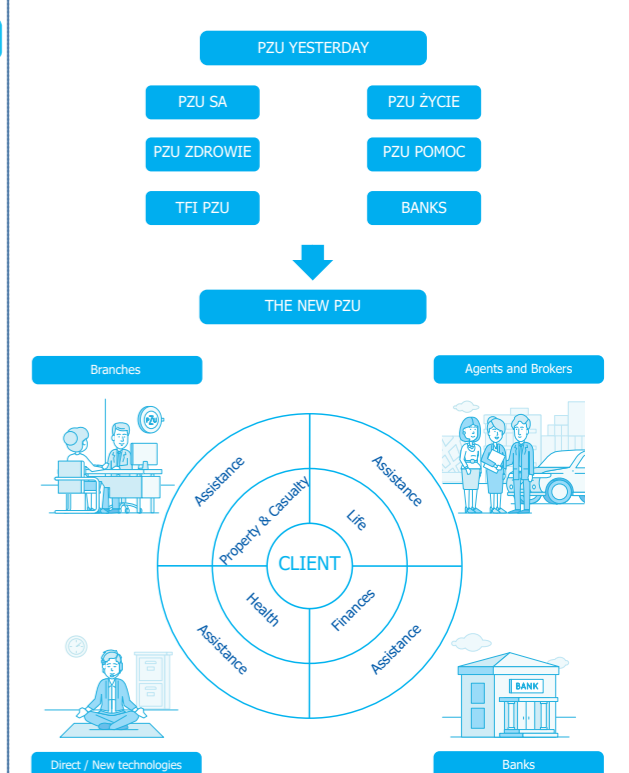 PZU YESTERDAY
PZU SA
PZU ŻYCIE
PZU ZDROWIE
PZU POMOC
TFI PZU
BANKS
THE NEW PZU
Branches
Agents and Brokers
PZU
Assistance
Assistance
Property & Casualty
Life
CLIENT
Health
Finances
Assistance
Assistance
BANK
Direct / New technologies
Banks